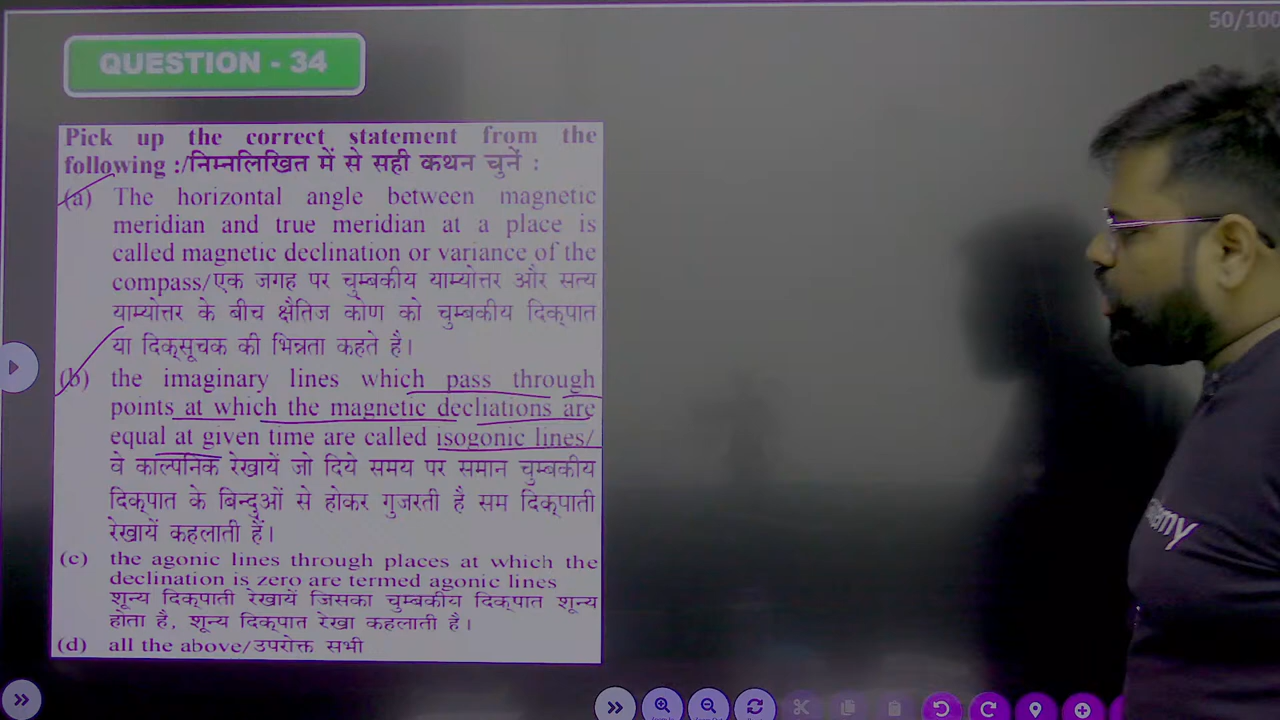 50/100
QUESTION - 34
Pick up the correct statement from the
following :/निम्नलिखित में से सही कथन चुनें :
(a) The horizontal angle between magnetic
meridian and true meridian at a place is
called magnetic declination or variance of the
compass/एक जगह पर चुम्बकीय याम्योत्तर और सत्य
याम्योत्तर के बीच क्षैतिज कोण को चुम्बकीय दिक्पात
या दिक्सूचक की भिन्नता कहते है।
(b) the imaginary lines which pass through
points at which the magnetic decliations are
equal at given time are called isogonic lines/
वे काल्पनिक रेखायें जो दिये समय पर समान चुम्बकीय
दिक्पात के बिन्दुओं से होकर गुजरती है सम दिक्पाती
रेखायें कहलाती हैं।
(c) the agonic lines through places at which the
declination is zero are termed agonic lines
शून्य दिक्पाती रेखायें जिसका चुम्बकीय दिक्पात शून्य
होता है, शून्य दिक्पात रेखा कहलाती है।
(d) all the above/उपरोक्त सभी